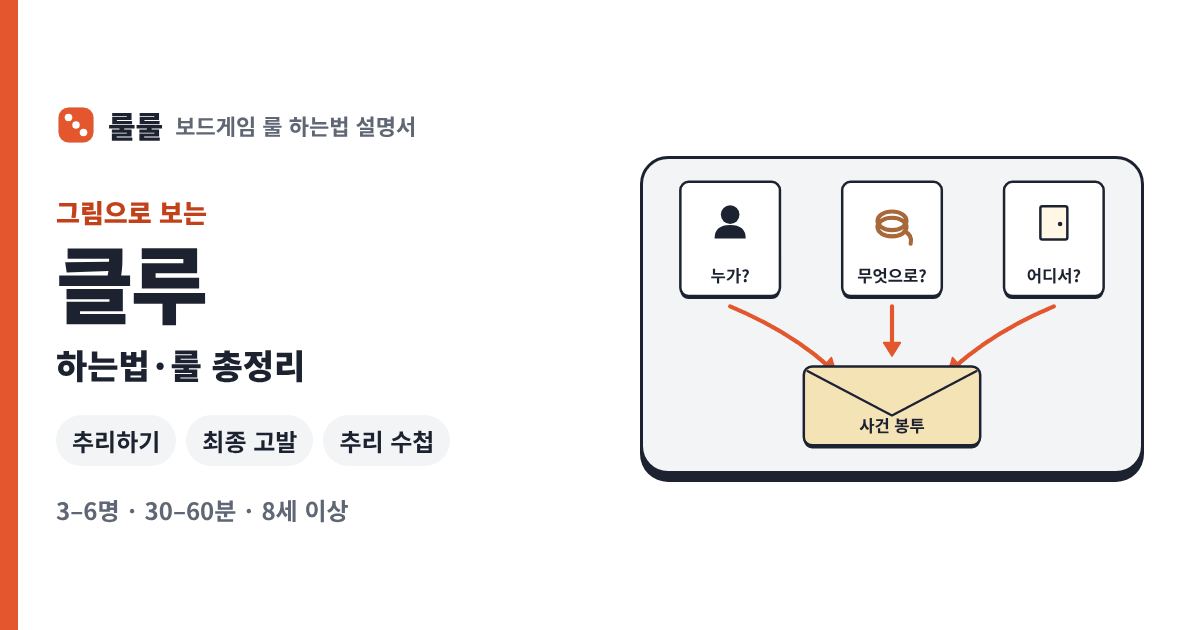 룰룰 보드게임 룰 하는법 설명서
그림으로 보는
클루
하는법·룰 총정리
추리하기 최종 고발 추리 수첩
3–6명 · 30–60분 · 8세 이상
누가? 무엇으로? 어디서?
사건 봉투